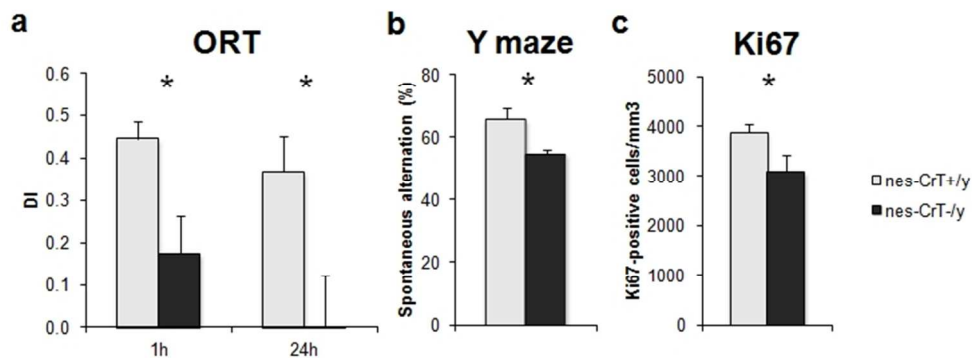 a
ORT
*
*
DI
0.6
0.5
0.4
0.3
0.2
0.1
0.0
1h
24h
b
Y maze
*
Spontaneous alternation (%)
80
60
40
20
0
c
Ki67
*
Ki67-positive cells/mm3
5000
4000
3000
2000
1000
0
nes-CrT+/y
nes-CrT-/y